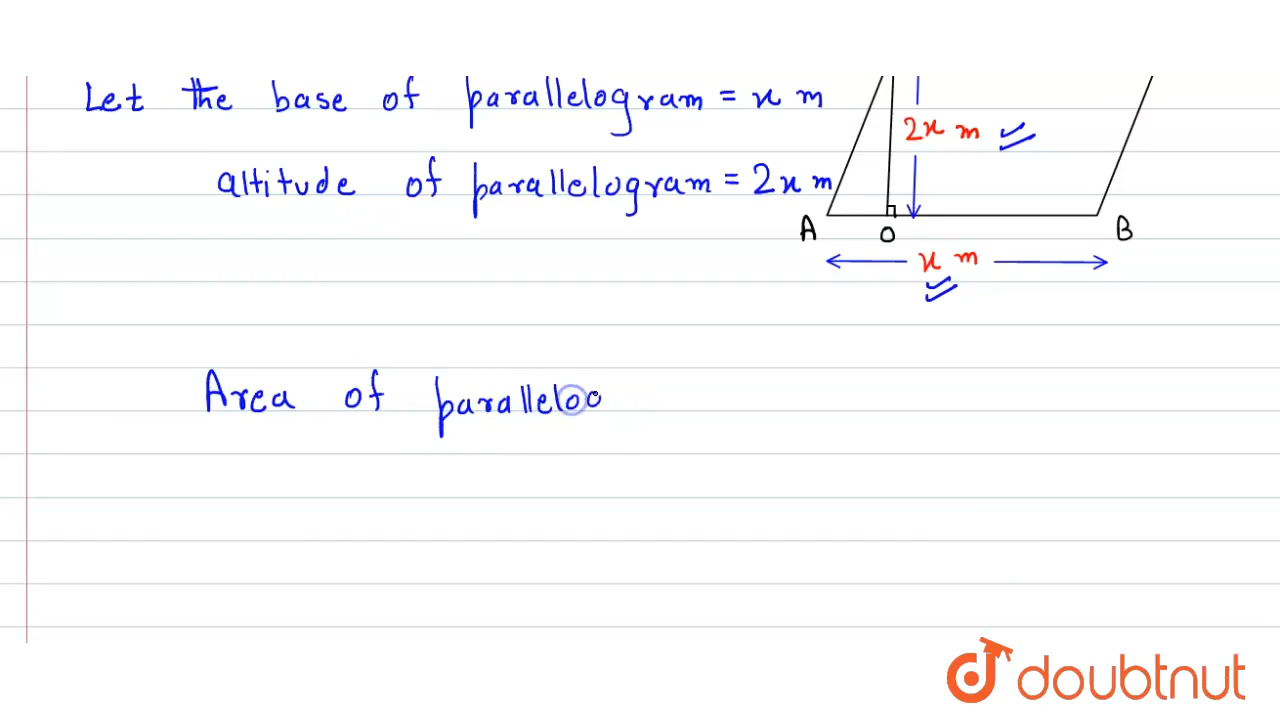 Let the base of parallelogram = x m
2x m
altitude of parallelogram = 2x m
A O B
x m
Area of paralleloo
doubtnut